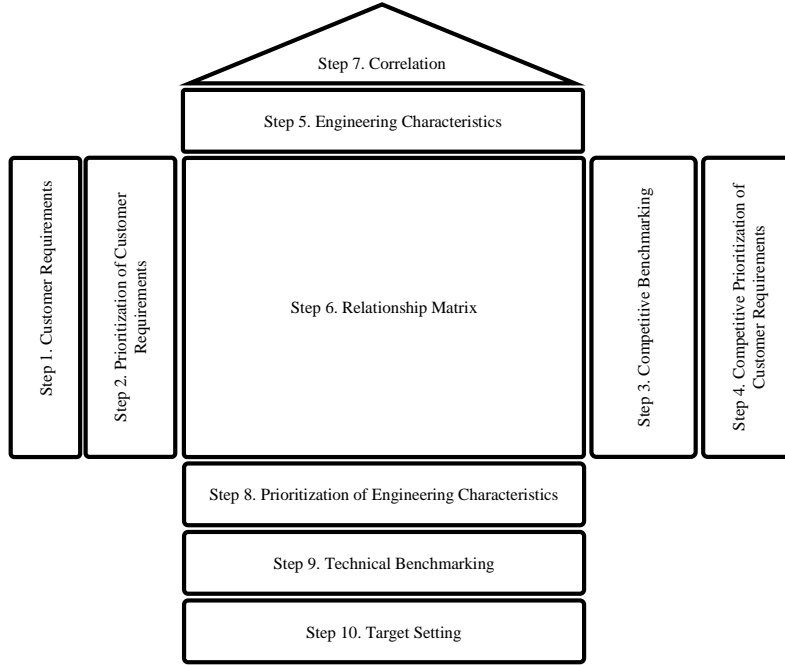 Step 7. Correlation
Step 5. Engineering Characteristics
Step 1. Customer Requirements
Step 2. Prioritization of Customer
Requirements
Step 6. Relationship Matrix
Step 3. Competitive Benchmarking
Step 4. Competitive Prioritization of
Customer Requirements
Step 8. Prioritization of Engineering Characteristics
Step 9. Technical Benchmarking
Step 10. Target Setting